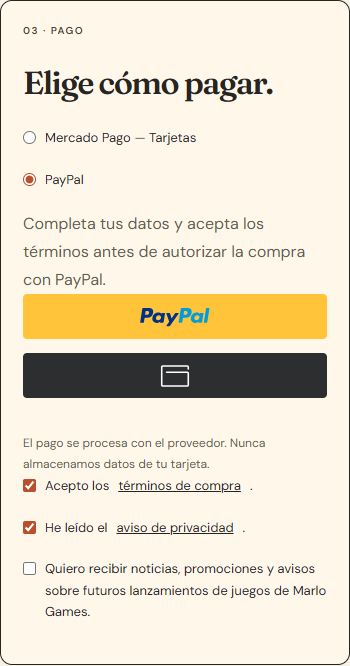 03 · PAGO
Elige cómo pagar.
Mercado Pago — Tarjetas
PayPal
Completa tus datos y acepta los
términos antes de autorizar la compra
con PayPal.
PayPal
El pago se procesa con el proveedor. Nunca
almacenamos datos de tu tarjeta.
Acepto los términos de compra .
He leído el aviso de privacidad .
Quiero recibir noticias, promociones y avisos
sobre futuros lanzamientos de juegos de Marlo
Games.